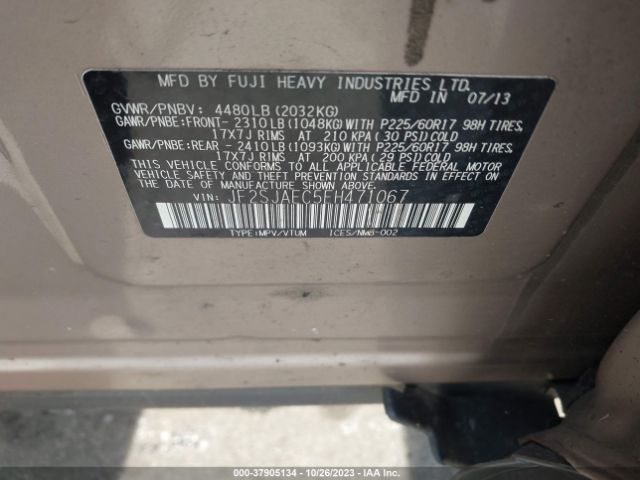 MFD BY FUJI HEAVY INDUSTRIES LTD.
MFD IN 07/13
GVWR/PNBV: 4480LB (2032KG)
GAWR/PNBE:FRONT- 2310LB (1048KG) WITH P225/60R17 98H TIRES,
17X7J RIMS AT 210 KPA (30 PSI) COLD
GAWR/PNBE:REAR - 2410LB (1093KG) WITH P225/60R17 98H TIRES,
17X7J RIMS AT 200 KPA (29 PSI) COLD
THIS VEHICLE CONFORMS TO ALL APPLICABLE FEDERAL MOTOR
VEHICLE SAFETY AND BUMPER STANDARDS IN EFFECT ON THE DATE
OF MANUFACTURE SHOWN ABOVE.
VIN: JF2SJAEC5EH471067
TYPE:MPV/VTUM ICES/NMB-002
000-37905134 | 10/26/2023 | IAA Inc.